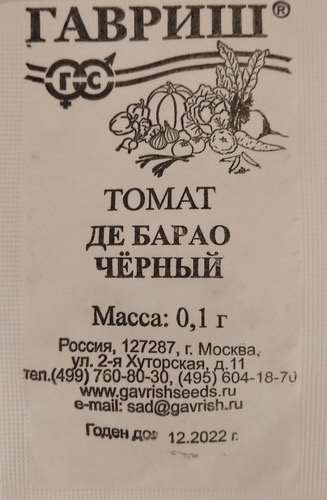 ГАВРИШ®
ГС
ТОМАТ
ДЕ БАРАО
ЧЁРНЫЙ
Масса: 0,1 г
Россия, 127287, г. Москва,
ул. 2-я Хуторская, д.11
тел.(499) 760-80-30, (495) 604-18-70
www.gavrishseeds.ru
e-mail: sad@gavrish.ru
Годен до: 12.2022 г.